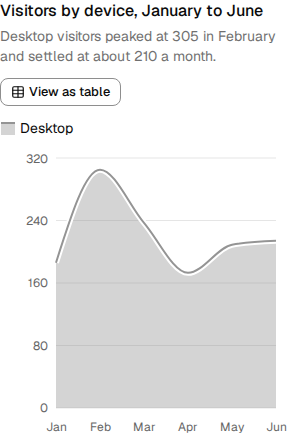 Visitors by device, January to June
Desktop visitors peaked at 305 in February
and settled at about 210 a month.
View as table
Desktop
320
240
160
80
0
Jan Feb Mar Apr May Jun